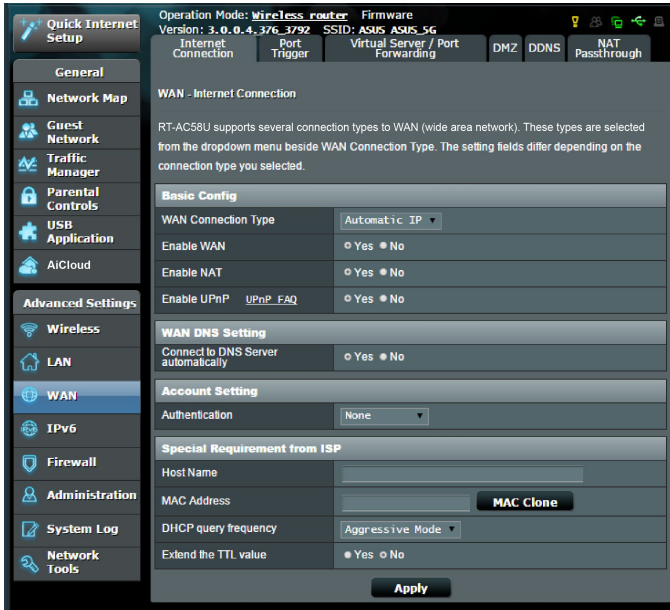 Quick Internet
Setup
Operation Mode: Wireless router Firmware
Version: 3.0.0.4.376_3792 SSID: ASUS ASUS_5G
Internet
Connection
Port
Trigger
Virtual Server / Port
Forwarding
DMZ
DDNS
NAT
Passthrough
General
Network Map
Guest
Network
Traffic
Manager
Parental
Controls
USB
Application
AiCloud
Advanced Settings
Wireless
LAN
WAN
IPv6
Firewall
Administration
System Log
Network
Tools
WAN - Internet Connection
RT-AC58U supports several connection types to WAN (wide area network). These types are selected
from the dropdown menu beside WAN Connection Type. The setting fields differ depending on the
connection type you selected.
Basic Config
WAN Connection Type Automatic IP
Enable WAN Yes No
Enable NAT Yes No
Enable UPnP UPnP FAQ Yes No
WAN DNS Setting
Connect to DNS Server
automatically Yes No
Account Setting
Authentication None
Special Requirement from ISP
Host Name
MAC Address MAC Clone
DHCP query frequency Aggressive Mode
Extend the TTL value Yes No
Apply